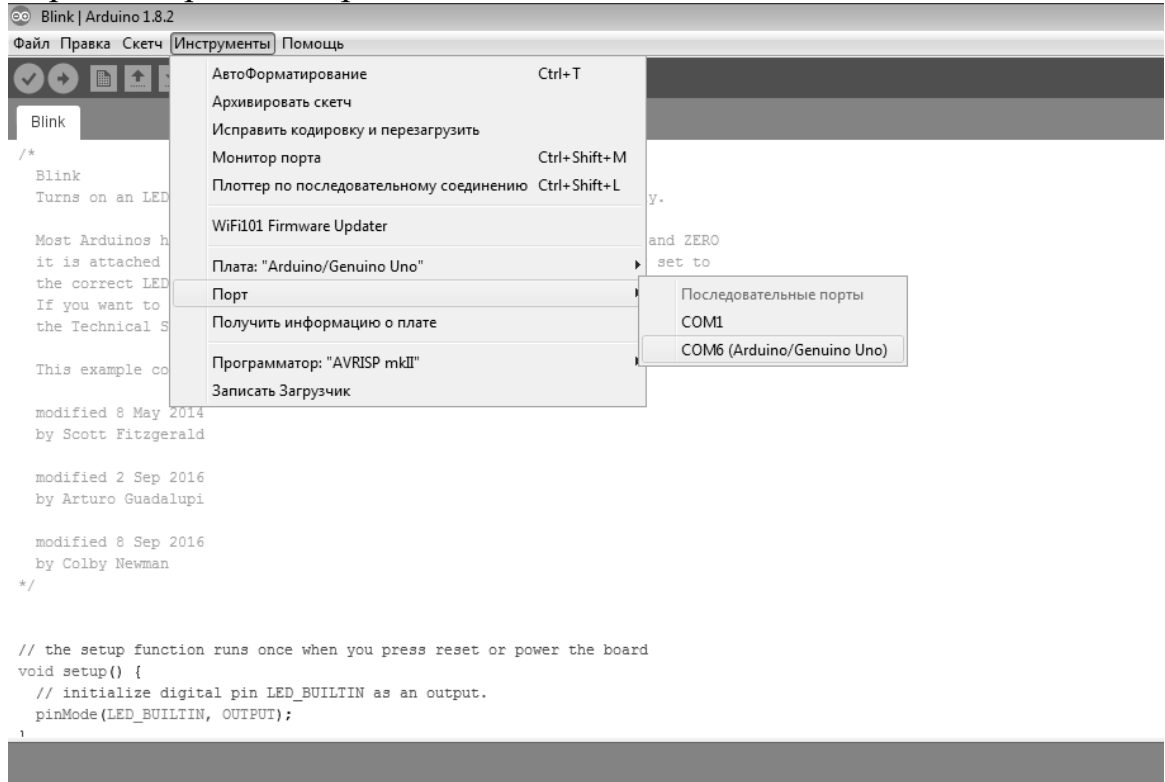 Blink | Arduino 1.8.2
Файл Правка Скетч Инструменты Помощь
АвтоФорматирование Ctrl+T
Архивировать скетч
Исправить кодировку и перезагрузить
Монитор порта Ctrl+Shift+M
Плоттер по последовательному соединению Ctrl+Shift+L
WiFi101 Firmware Updater
Плата: "Arduino/Genuino Uno"
Порт
Получить информацию о плате
Программатор: "AVRISP mkII"
Записать Загрузчик
Последовательные порты
COM1
COM6 (Arduino/Genuino Uno)
Blink
/*
Blink
Turns on an LED y.
Most Arduinos h and ZERO
it is attached set to
the correct LED
If you want to
the Technical S
This example co
modified 8 May 2014
by Scott Fitzgerald
modified 2 Sep 2016
by Arturo Guadalupi
modified 8 Sep 2016
by Colby Newman
*/
// the setup function runs once when you press reset or power the board
void setup() {
// initialize digital pin LED_BUILTIN as an output.
pinMode(LED_BUILTIN, OUTPUT);